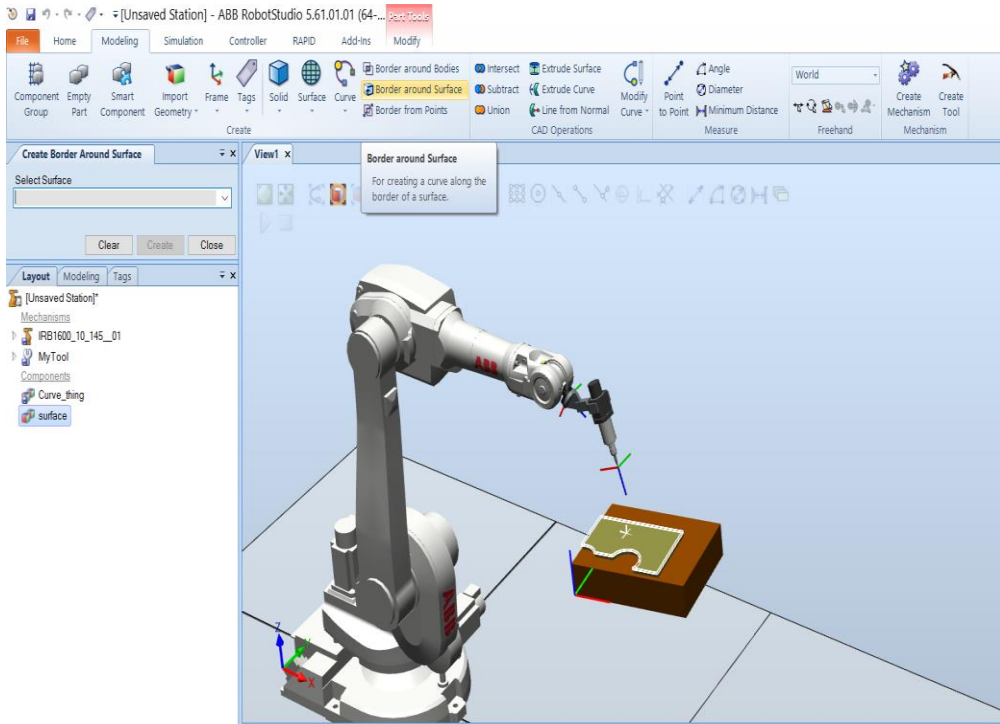 [Unsaved Station] - ABB RobotStudio 5.61.01.01 (64-... Part Tools
File Home Modeling Simulation Controller RAPID Add-Ins Modify
Component Group
Empty Part
Smart Component
Import Geometry
Frame
Tags
Solid
Surface
Curve
Border around Bodies
Border around Surface
Border from Points
Create
Intersect
Subtract
Union
Extrude Surface
Extrude Curve
Line from Normal
Modify Curve
CAD Operations
Point to Point
Angle
Diameter
Minimum Distance
Measure
World
Freehand
Create Mechanism
Create Tool
Mechanism
Create Border Around Surface
Select Surface
Clear Create Close
View1
Border around Surface
For creating a curve along the
border of a surface.
Layout Modeling Tags
[Unsaved Station]*
Mechanisms
IRB1600_10_145__01
MyTool
Components
Curve_thing
surface
ABB
ABB
Z
Y
X